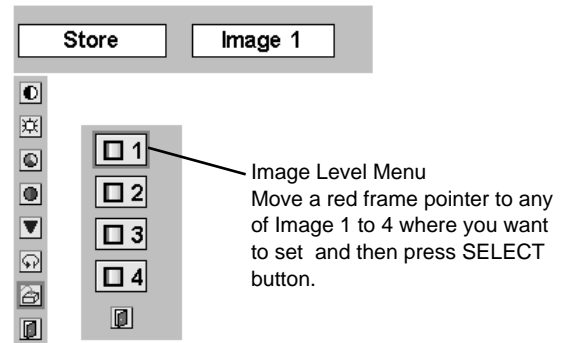 Store Image 1
1
2
3
4
Image Level Menu
Move a red frame pointer to any
of Image 1 to 4 where you want
to set and then press SELECT
button.